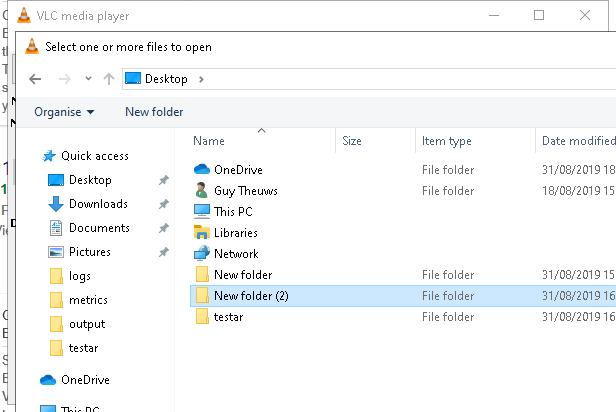 VLC media player
Select one or more files to open
Desktop
Organise New folder
Name Size Item type Date modified
Quick access
Desktop
Downloads
Documents
Pictures
logs
metrics
output
testar
OneDrive
This PC
OneDrive File folder 31/08/2019 18
Guy Theuws File folder 18/08/2019 15
This PC
Libraries
Network
New folder File folder 31/08/2019 15
New folder (2) File folder 31/08/2019 16
testar File folder 31/08/2019 16